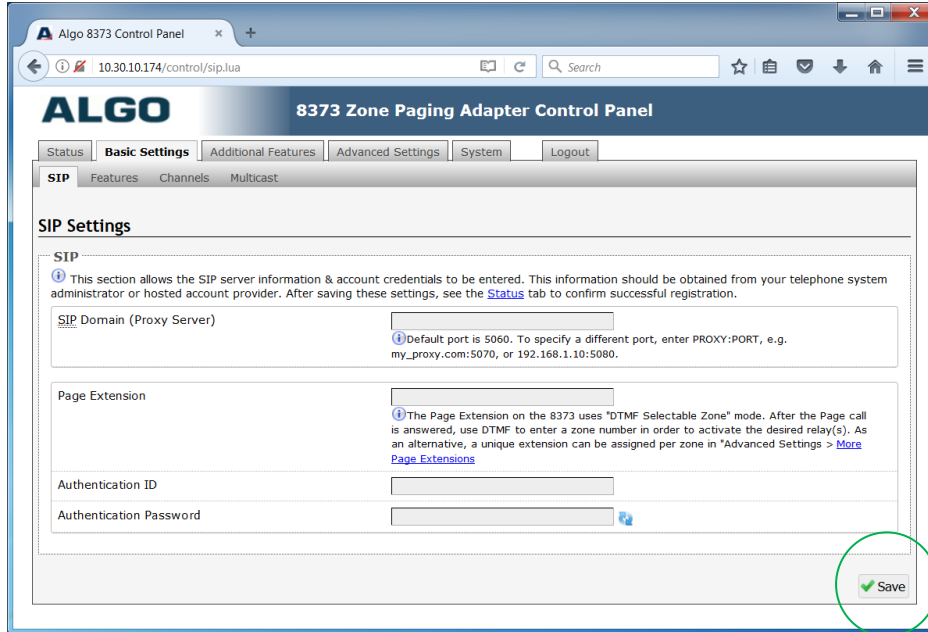 Algo 8373 Control Panel
10.30.10.174/control/sip.lua
Search
ALGO
8373 Zone Paging Adapter Control Panel
Status Basic Settings Additional Features Advanced Settings System Logout
SIP Features Channels Multicast
SIP Settings
SIP
This section allows the SIP server information & account credentials to be entered. This information should be obtained from your telephone system
administrator or hosted account provider. After saving these settings, see the Status tab to confirm successful registration.
SIP Domain (Proxy Server)
Default port is 5060. To specify a different port, enter PROXY:PORT, e.g.
my_proxy.com:5070, or 192.168.1.10:5080.
Page Extension
The Page Extension on the 8373 uses "DTMF Selectable Zone" mode. After the Page call
is answered, use DTMF to enter a zone number in order to activate the desired relay(s). As
an alternative, a unique extension can be assigned per zone in "Advanced Settings > More
Page Extensions
Authentication ID
Authentication Password
Save